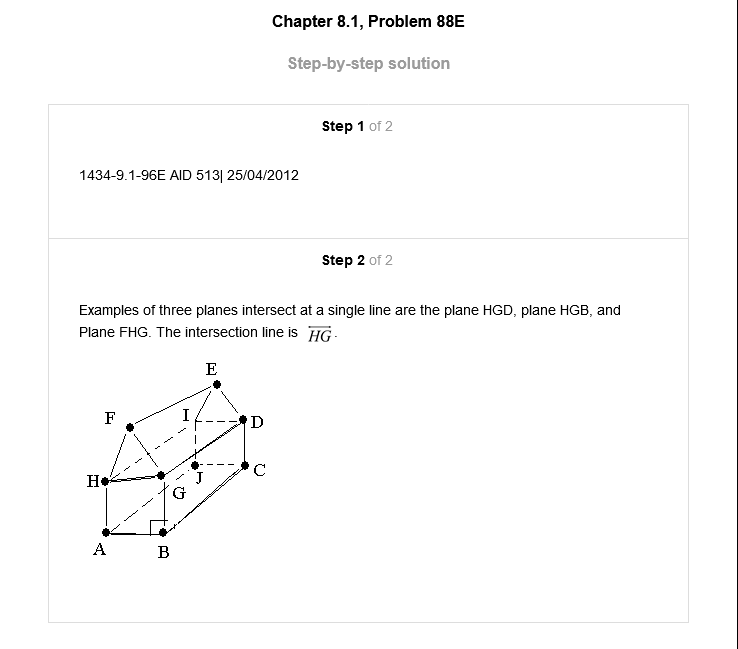 Chapter 8.1, Problem 88E
Step-by-step solution
Step 1 of 2
1434-9.1-96E AID 513| 25/04/2012
Step 2 of 2
Examples of three planes intersect at a single line are the plane HGD, plane HGB, and
Plane FHG. The intersection line is HG.
E
F
I
D
H
J
C
G
A
B